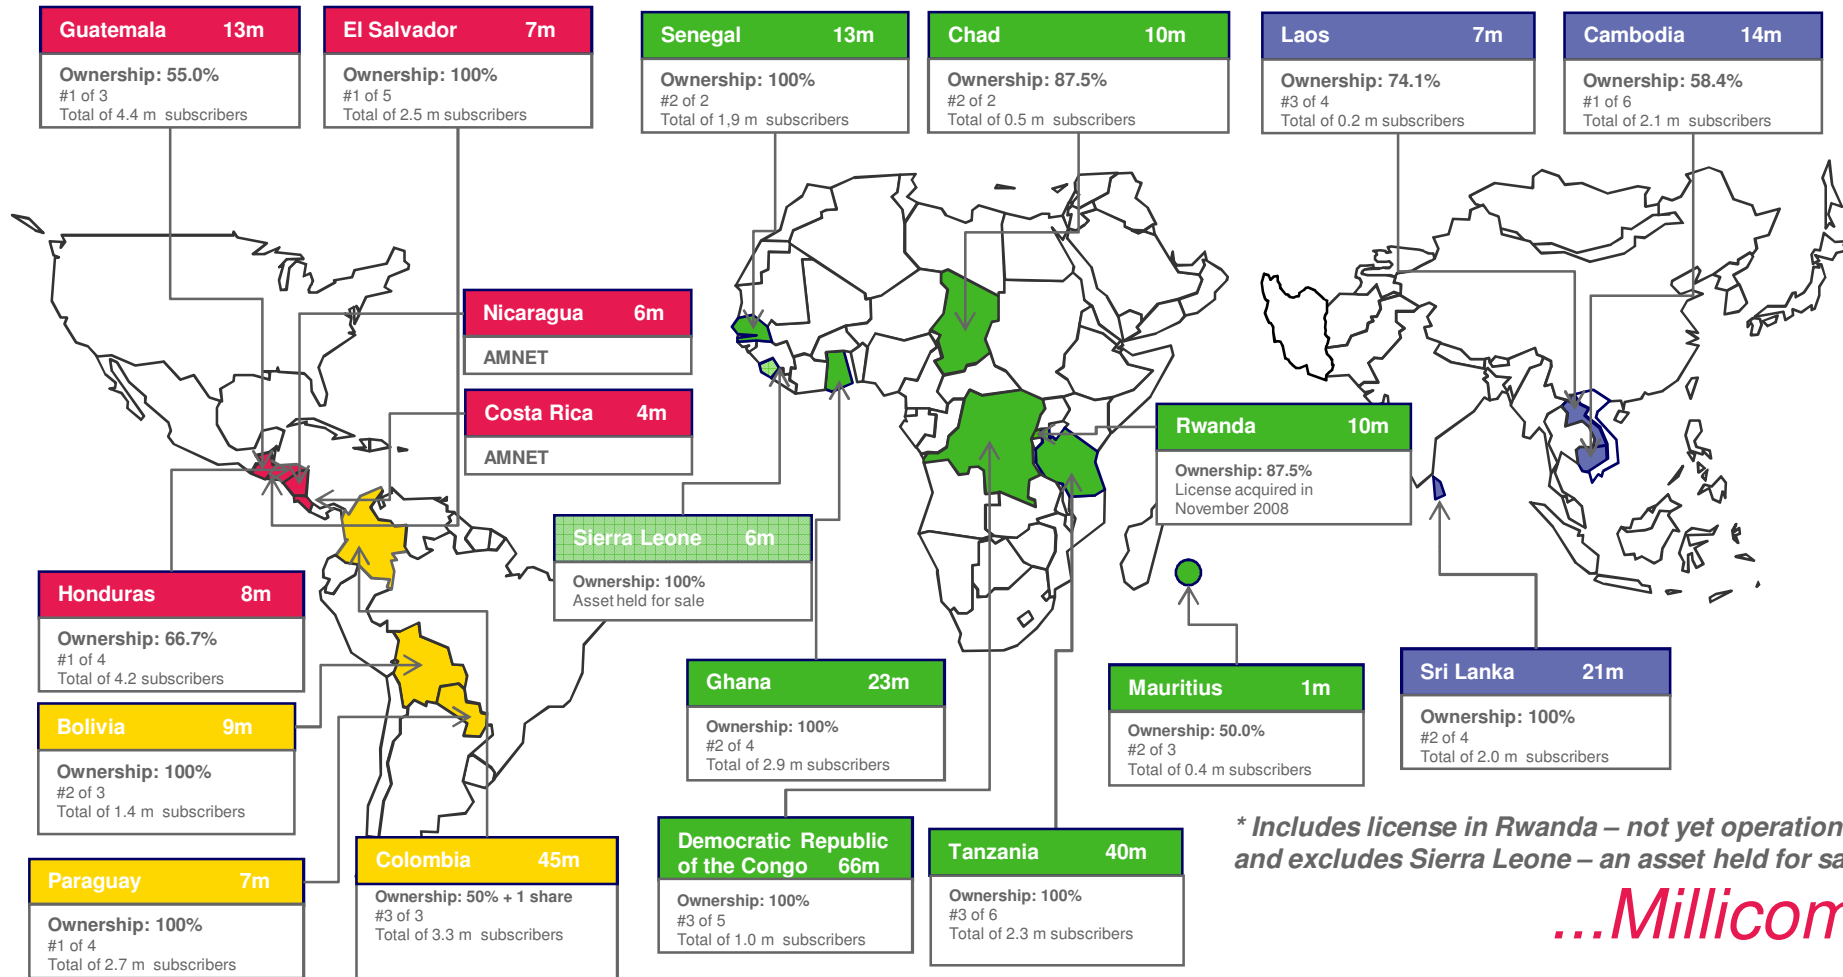 Guatemala 13m
Ownership: 55.0%
#1 of 3
Total of 4.4 m subscribers
El Salvador 7m
Ownership: 100%
#1 of 5
Total of 2.5 m subscribers
Senegal 13m
Ownership: 100%
#2 of 2
Total of 1,9 m subscribers
Chad 10m
Ownership: 87.5%
#2 of 2
Total of 0.5 m subscribers
Laos 7m
Ownership: 74.1%
#3 of 4
Total of 0.2 m subscribers
Cambodia 14m
Ownership: 58.4%
#1 of 6
Total of 2.1 m subscribers
Nicaragua 6m
AMNET
Costa Rica 4m
AMNET
Rwanda 10m
Ownership: 87.5%
License acquired in
November 2008
Sierra Leone 6m
Ownership: 100%
Asset held for sale
Honduras 8m
Ownership: 66.7%
#1 of 4
Total of 4.2 subscribers
Ghana 23m
Ownership: 100%
#2 of 4
Total of 2.9 m subscribers
Mauritius 1m
Ownership: 50.0%
#2 of 3
Total of 0.4 m subscribers
Sri Lanka 21m
Ownership: 100%
#2 of 4
Total of 2.0 m subscribers
Bolivia 9m
Ownership: 100%
#2 of 3
Total of 1.4 m subscribers
Paraguay 7m
Ownership: 100%
#1 of 4
Total of 2.7 m subscribers
Colombia 45m
Ownership: 50% + 1 share
#3 of 3
Total of 3.3 m subscribers
Democratic Republic
of the Congo 66m
Ownership: 100%
#3 of 5
Total of 1.0 m subscribers
Tanzania 40m
Ownership: 100%
#3 of 6
Total of 2.3 m subscribers
* Includes license in Rwanda – not yet operation
and excludes Sierra Leone – an asset held for sa
...Millicom